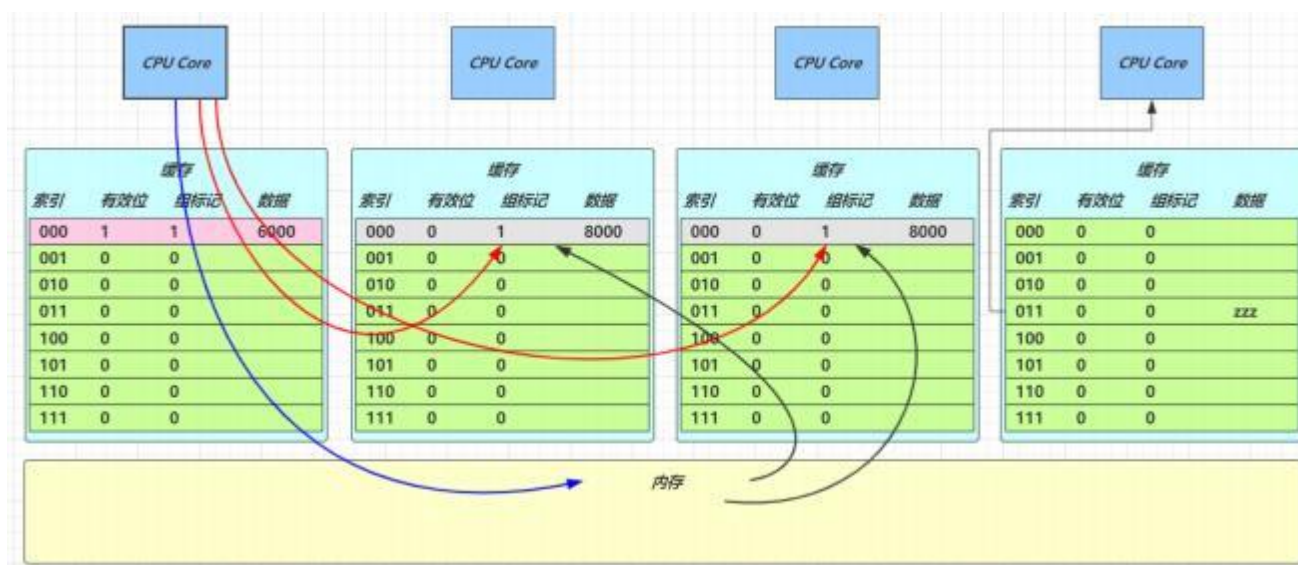 CPU Core CPU Core CPU Core CPU Core
缓存 缓存 缓存 缓存
索引 有效位 组标记 数据 索引 有效位 组标记 数据 索引 有效位 组标记 数据 索引 有效位 组标记 数据
000 1 1 6000 000 0 1 8000 000 0 1 8000 000 0 0
001 0 0 001 0 0 001 0 0 001 0 0
010 0 0 010 0 0 010 0 0 010 0 0
011 0 0 011 0 0 011 0 0 011 0 0 zzz
100 0 0 100 0 0 100 0 0 100 0 0
101 0 0 101 0 0 101 0 0 101 0 0
110 0 0 110 0 0 110 0 0 110 0 0
111 0 0 111 0 0 111 0 0 111 0 0
内存